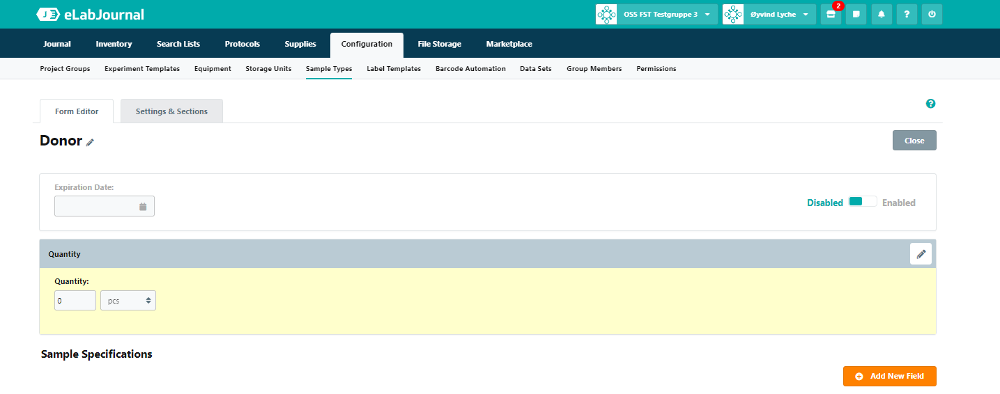 eLabJournal
OSS FST Testgruppe 3
Øyvind Lyche
2
?
Journal Inventory Search Lists Protocols Supplies Configuration File Storage Marketplace
Project Groups Experiment Templates Equipment Storage Units Sample Types Label Templates Barcode Automation Data Sets Group Members Permissions
Form Editor Settings & Sections
?
Donor
Close
Expiration Date:
Disabled Enabled
Quantity
Quantity:
0 pcs
Sample Specifications
Add New Field